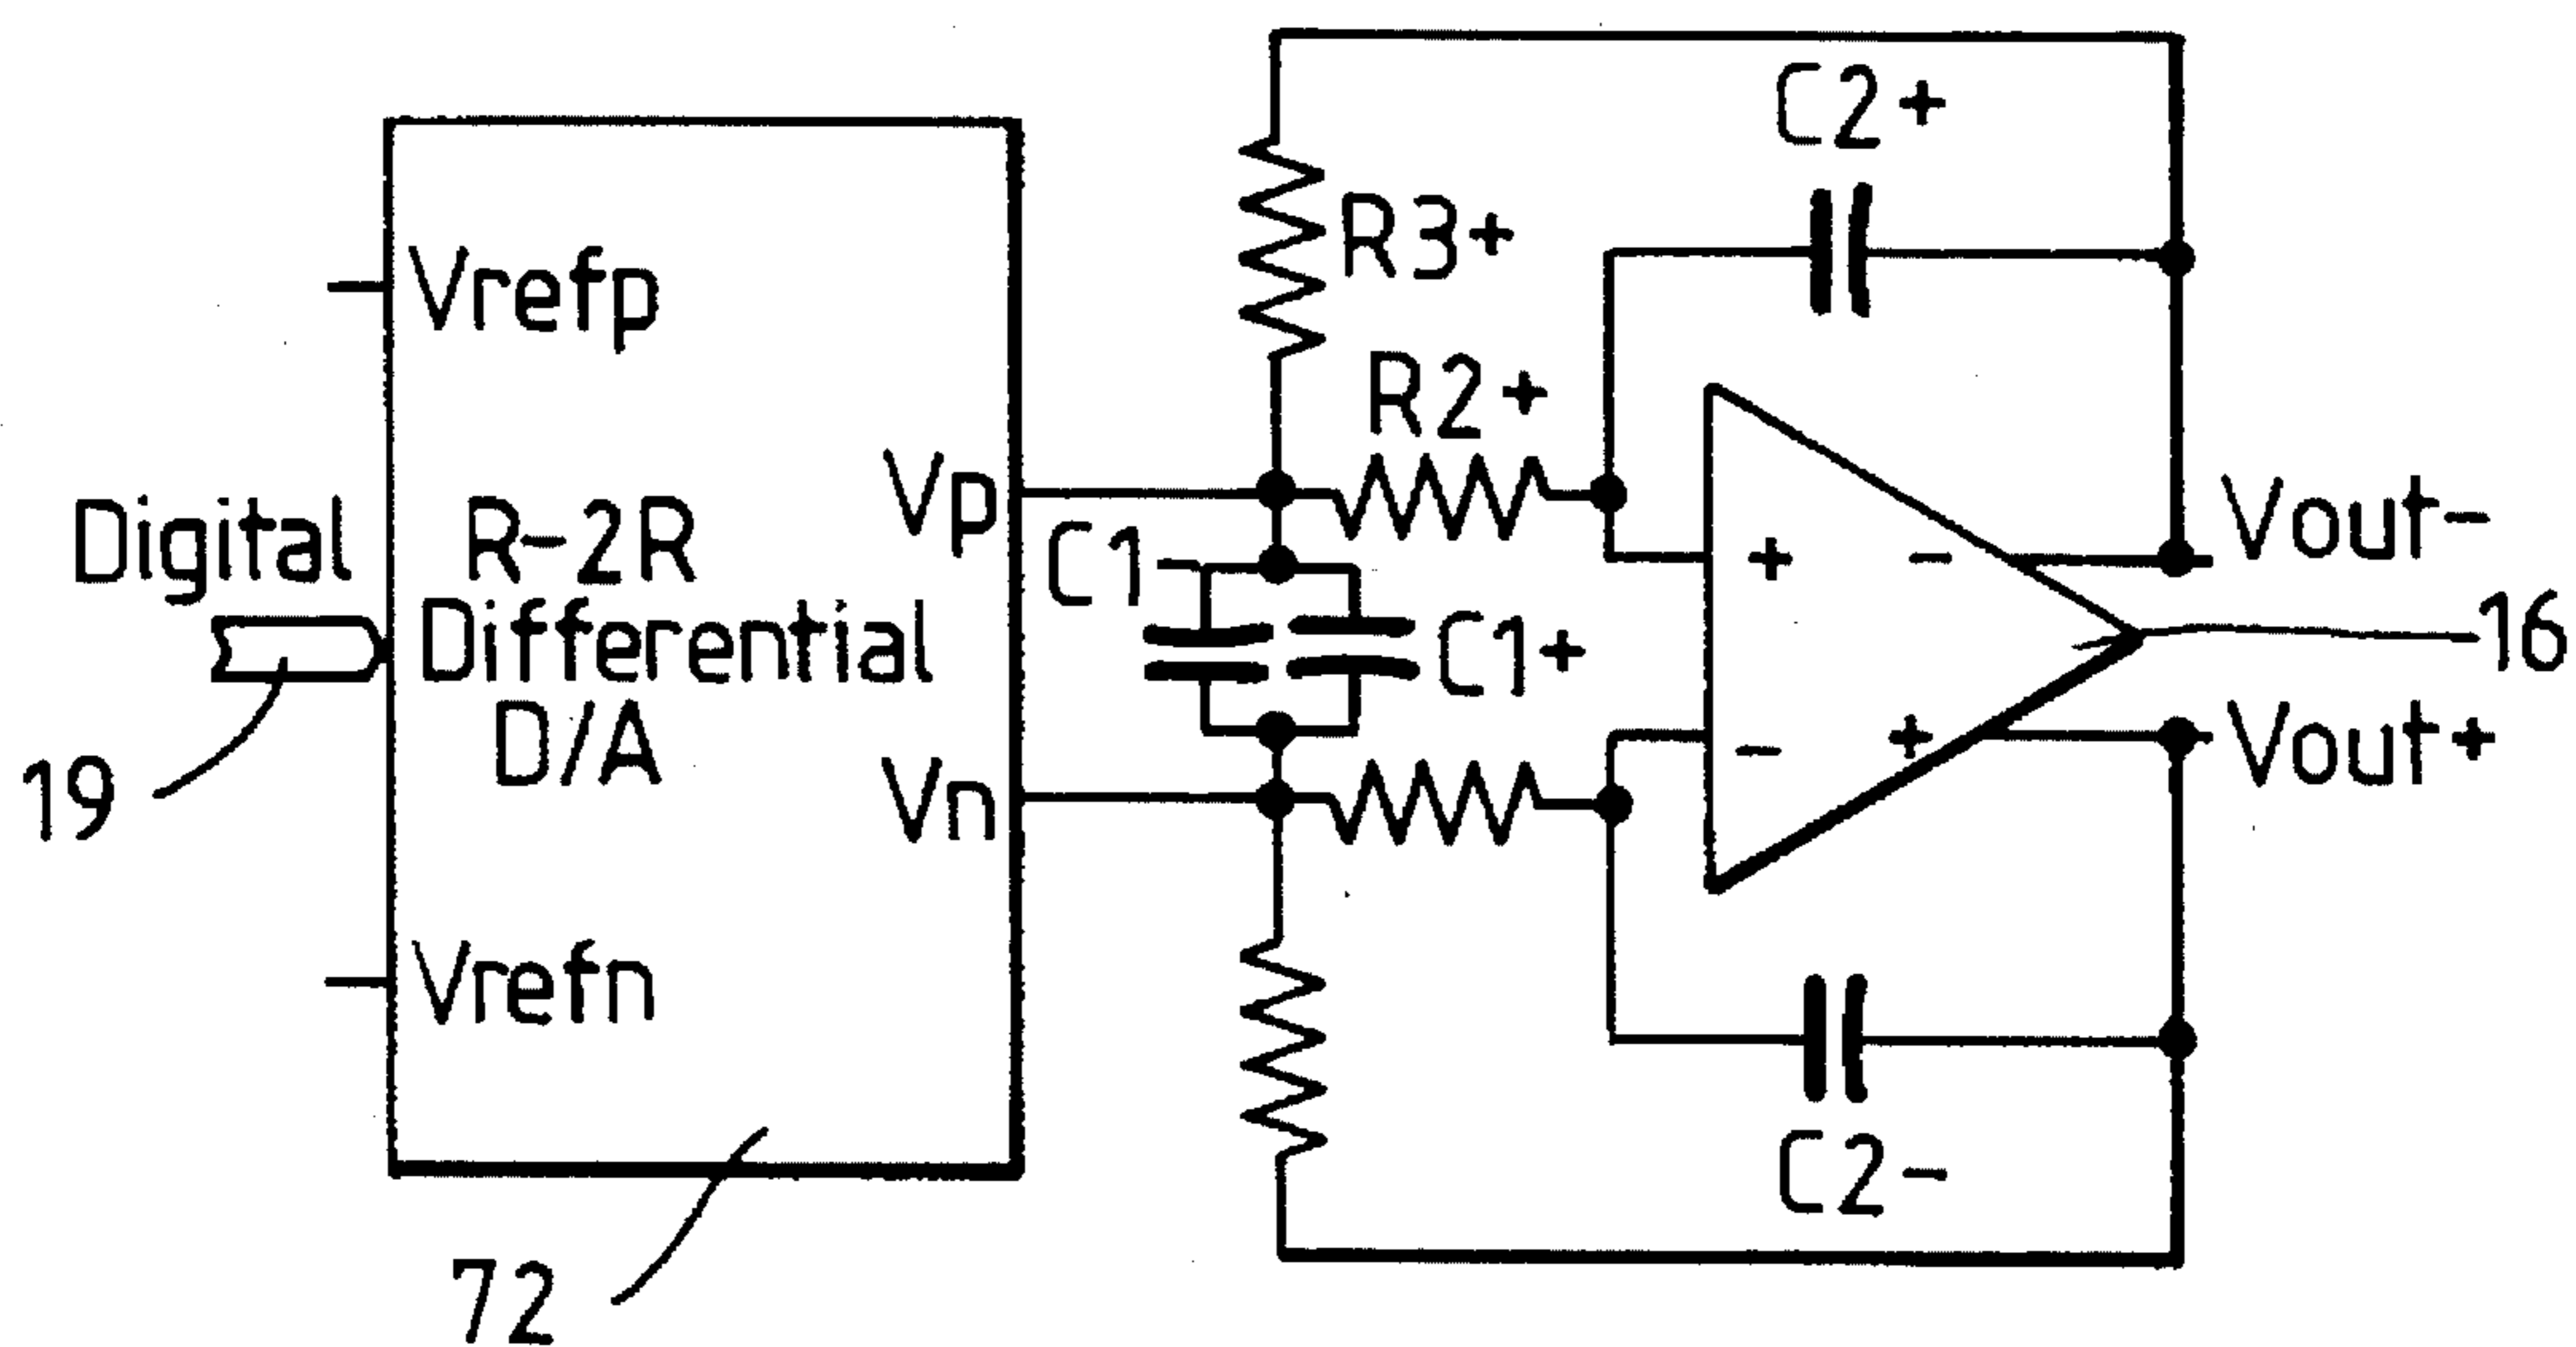 C2+
Vrefp
R3+
R2+
Vp
Digital
R-2R
Differential
D/A
C1-
C1+
+
-
Vout-
16
19
Vn
-
+
Vout+
Vrefn
C2-
72